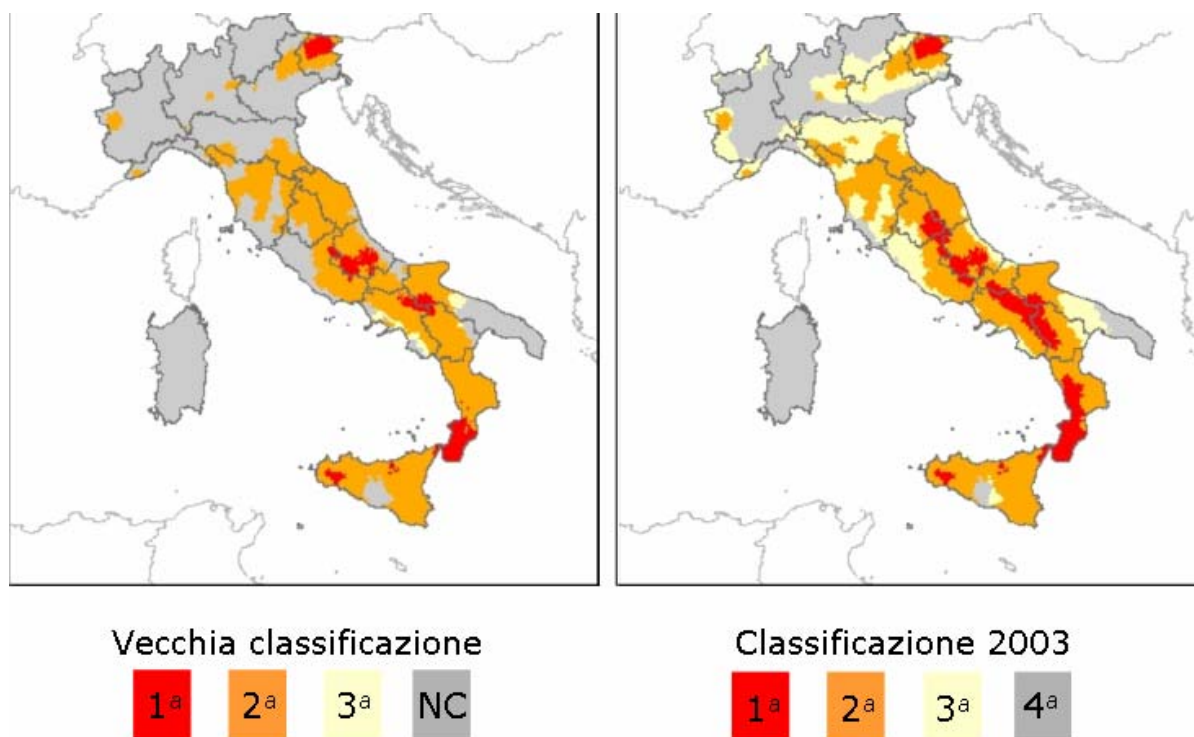 Vecchia classificazione
1ª 2ª 3ª NC
Classificazione 2003
1ª 2ª 3ª 4ª